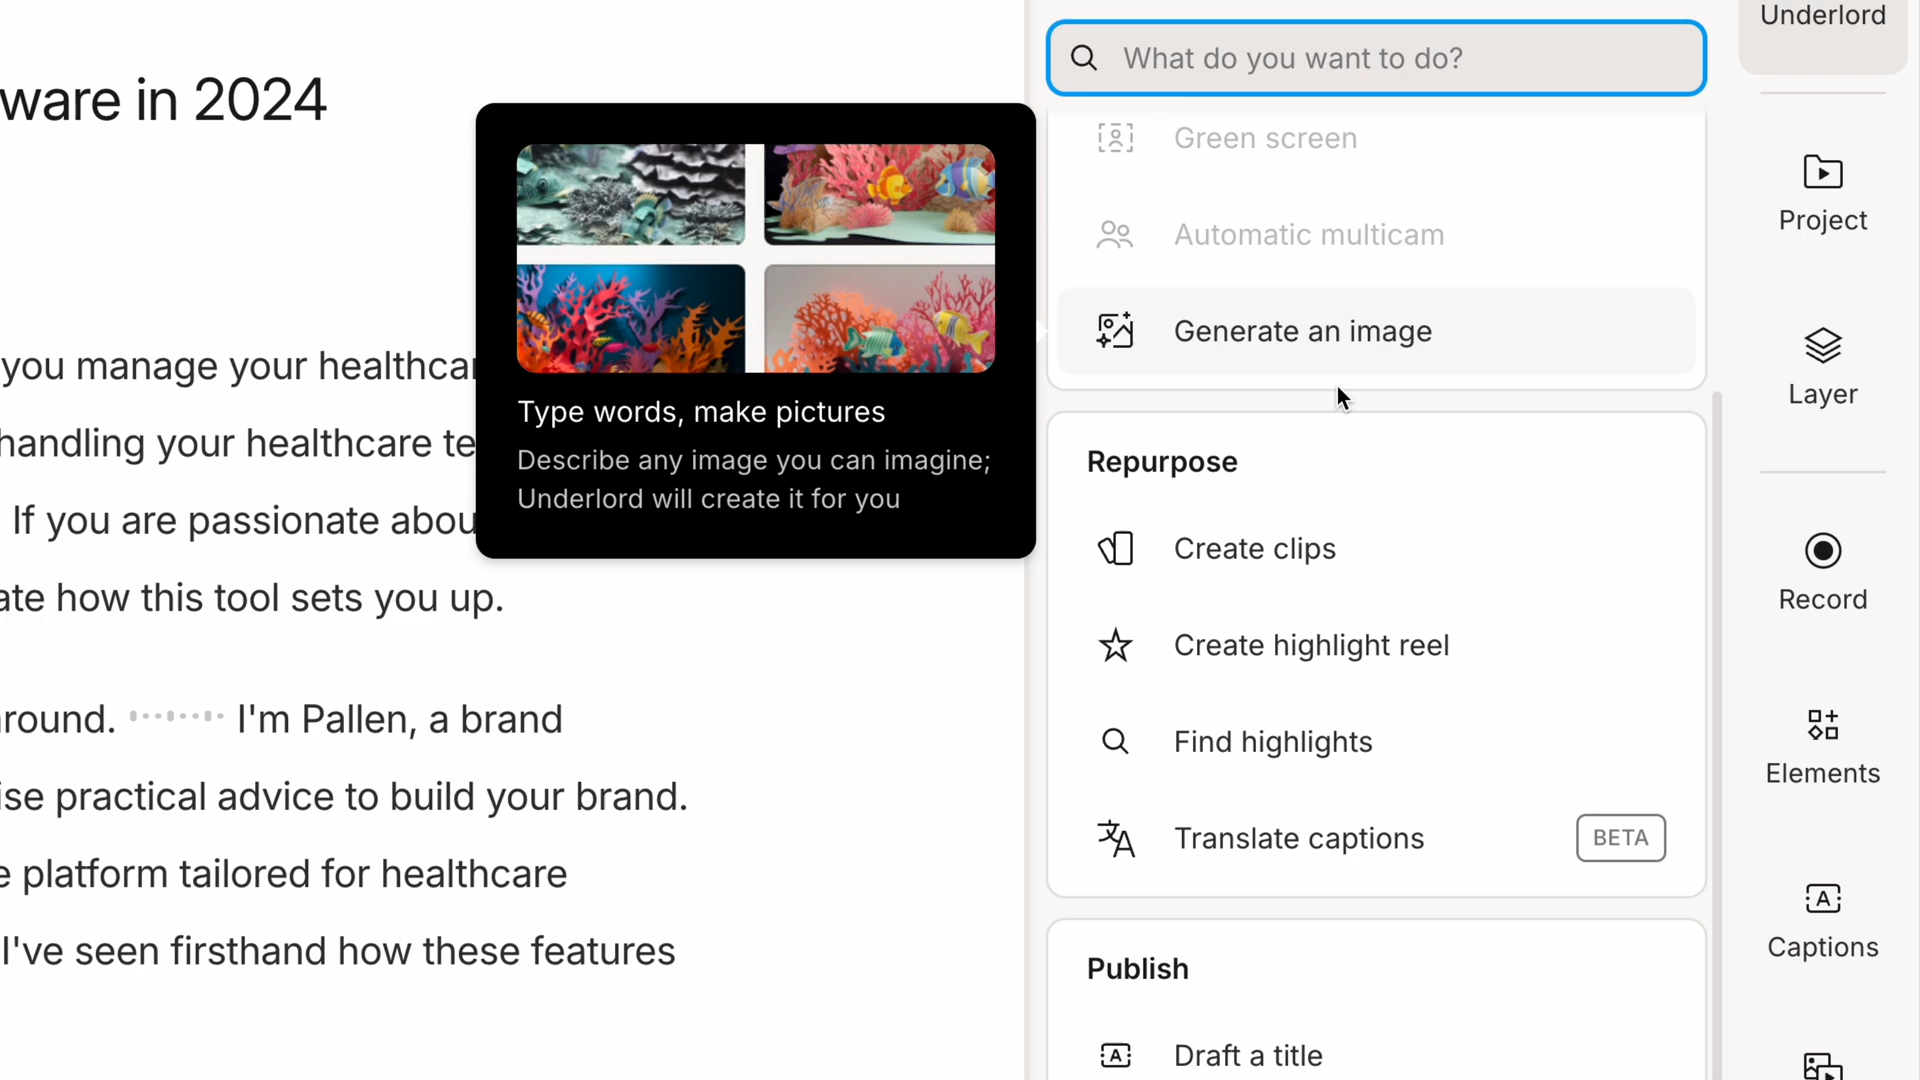 ware in 2024
you manage your healthcar
handling your healthcare te
If you are passionate abou
ate how this tool sets you up.
around. I'm Pallen, a brand
ise practical advice to build your brand.
e platform tailored for healthcare
I've seen firsthand how these features
Type words, make pictures
Describe any image you can imagine;
Underlord will create it for you
What do you want to do?
Green screen
Automatic multicam
Generate an image
Repurpose
Create clips
Create highlight reel
Find highlights
Translate captions BETA
Publish
Draft a title
Underlord
Project
Layer
Record
Elements
Captions